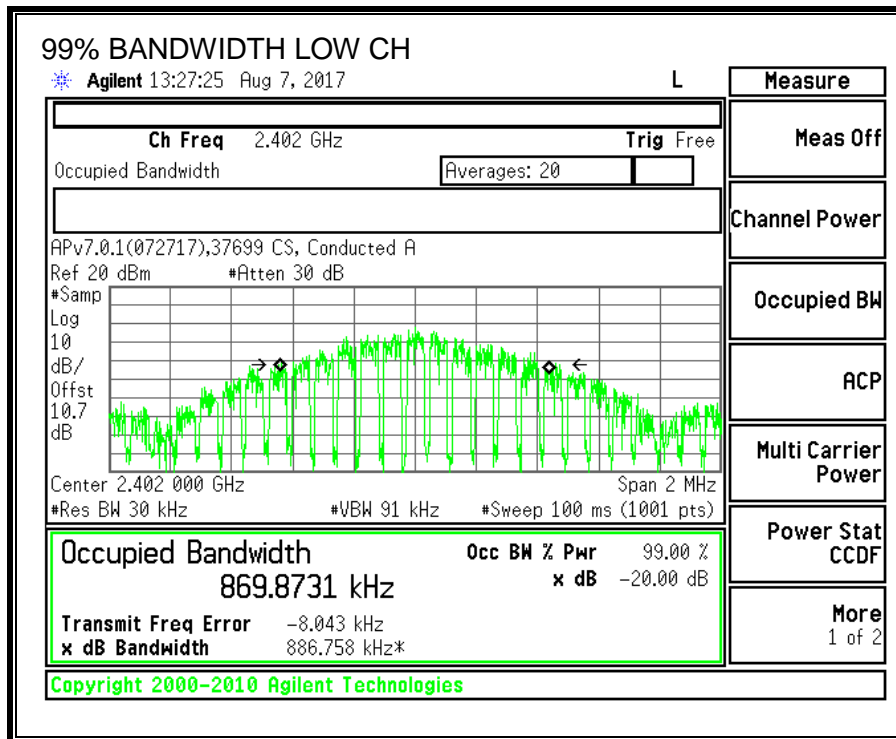 99% BANDWIDTH LOW CH
Agilent 13:27:25 Aug 7, 2017 L
Measure
Ch Freq 2.402 GHz Trig Free
Occupied Bandwidth Averages: 20
APv7.0.1(072717),37699 CS, Conducted A
Ref 20 dBm #Atten 30 dB
#Samp
Log
10
dB/
Offst
10.7
dB
Center 2.402 000 GHz Span 2 MHz
#Res BW 30 kHz #VBW 91 kHz #Sweep 100 ms (1001 pts)
Occupied Bandwidth Occ BW % Pwr 99.00 %
869.8731 kHz x dB -20.00 dB
Transmit Freq Error -8.043 kHz
x dB Bandwidth 886.758 kHz*
Meas Off
Channel Power
Occupied BW
ACP
Multi Carrier
Power
Power Stat
CCDF
More
1 of 2
Copyright 2000-2010 Agilent Technologies